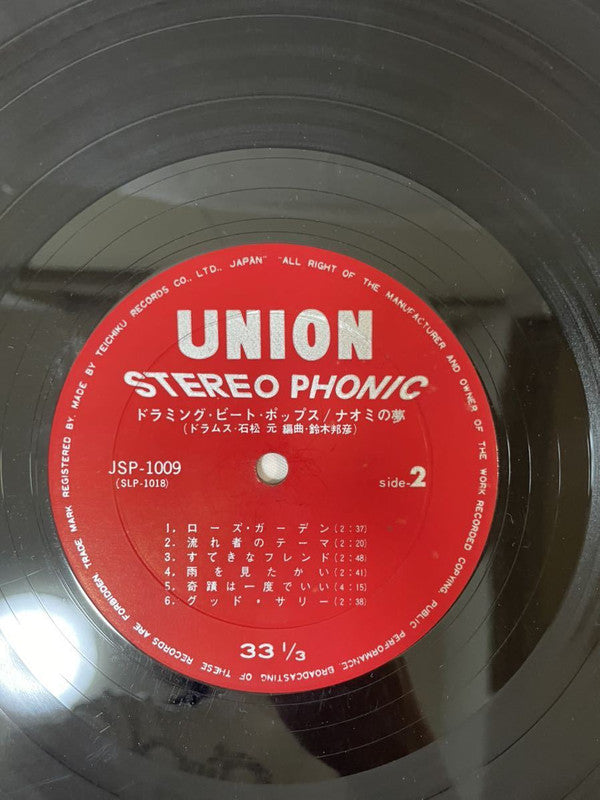 MADE BY TEICHIKU RECORDS CO., LTD., JAPAN" "ALL RIGHT OF THE MANUFACTURER AND OWNER OF THE WORK RECORDED COPYING, PUBLIC PERFORMANCE, BROADCASTING OF THESE RECORDS ARE FORBIDDEN TRADE MARK REGISTERED BY.
UNION
STEREO PHONIC
ドラミング・ビート・ポップス/ナオミの夢
(ドラムス・石松 元 編曲・鈴木邦彦)
JSP-1009
(SLP-1018)
side-2
1. ローズ・ガーデン(2:37)
2. 流れ者のテーマ(2:20)
3. すてきなフレンド(2:48)
4. 雨を見たかい(2:41)
5. 奇蹟は一度でいい(4:15)
6. グッド・サリー(2:38)
33 1/3